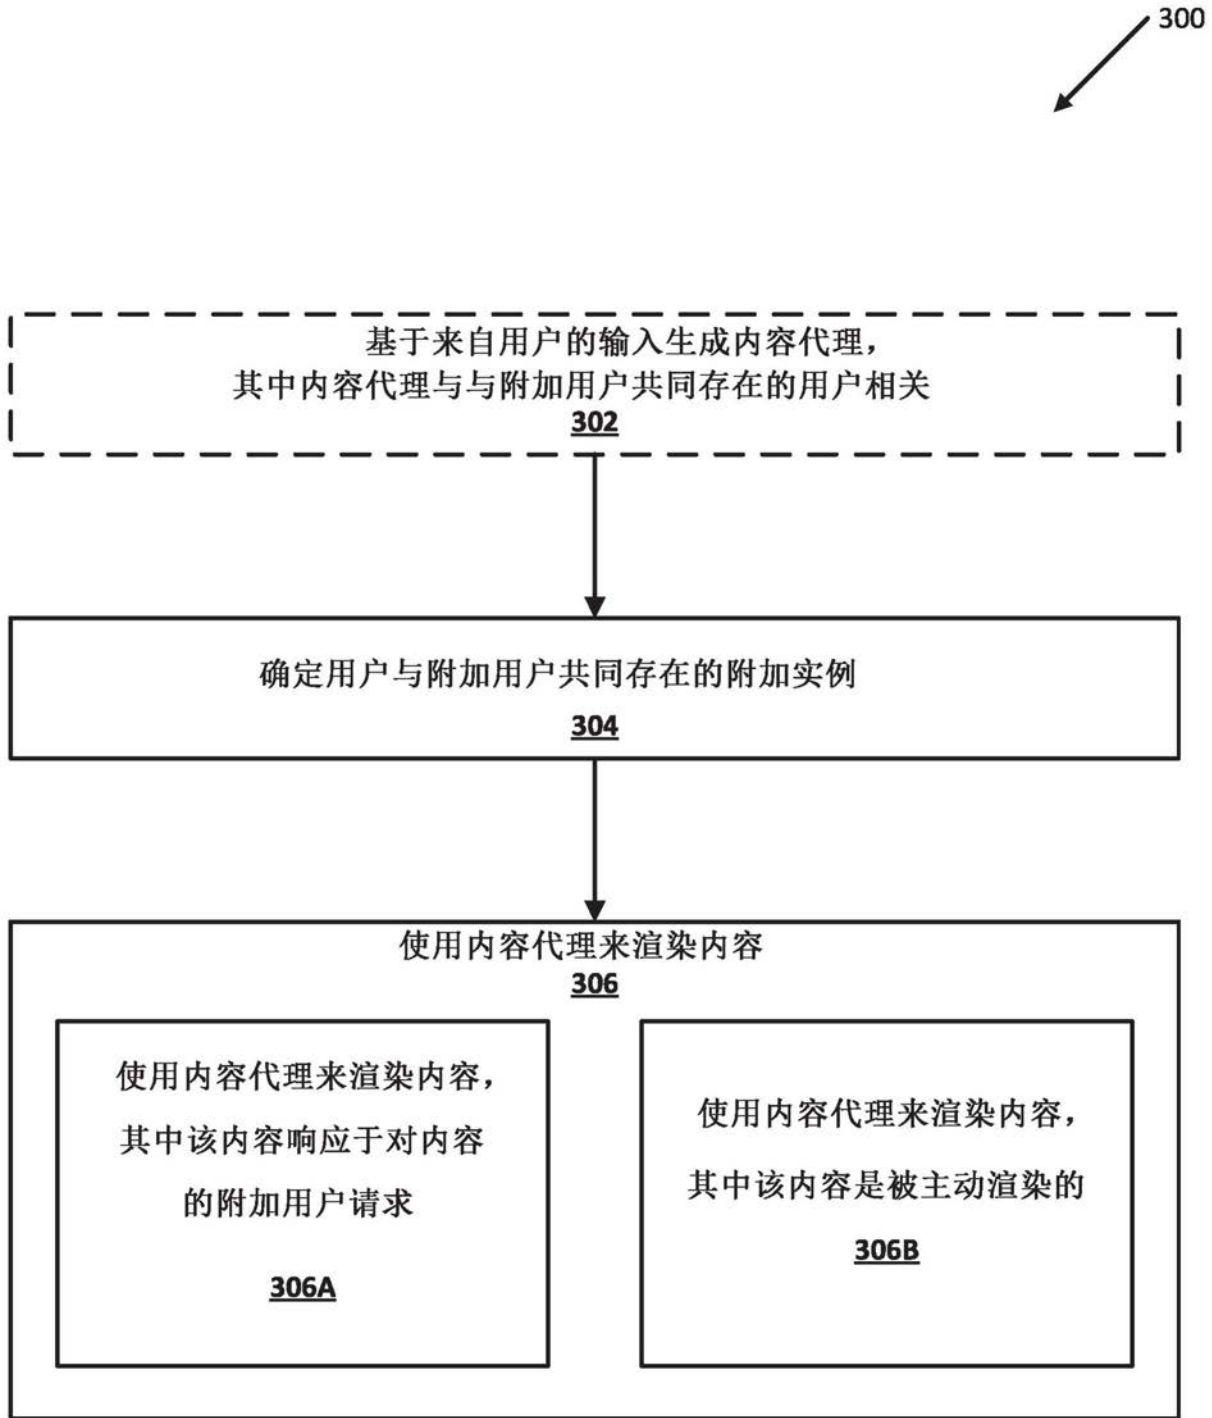 300
基于来自用户的输入生成内容代理，
其中内容代理与与附加用户共同存在的用户相关
302
确定用户与附加用户共同存在的附加实例
304
使用内容代理来渲染内容
306
使用内容代理来渲染内容，
其中该内容响应于对内容
的附加用户请求
306A
使用内容代理来渲染内容，
其中该内容是被主动渲染的
306B